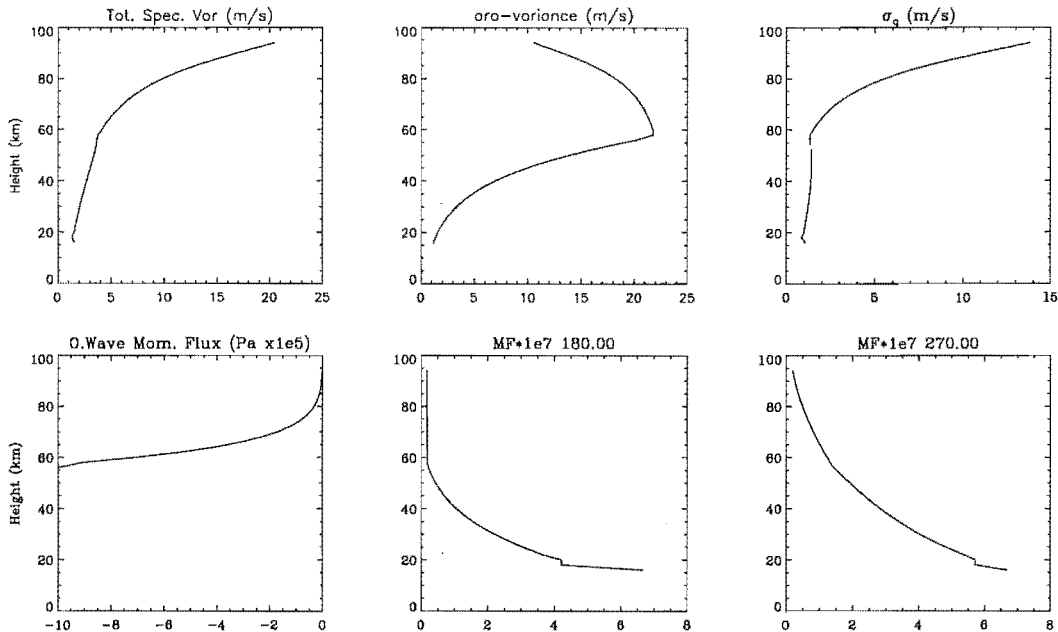 Tot. Spec. Var (m/s)
100
80
60
40
20
0
Height (km)
0 5 10 15 20 25
oro-variance (m/s)
100
80
60
40
20
0
0 5 10 15 20 25
σq (m/s)
100
80
60
40
20
0
0 5 10 15
O.Wave Mom. Flux (Pa x1e5)
100
80
60
40
20
0
Height (km)
-10 -8 -6 -4 -2 0
MF*1e7 180.00
100
80
60
40
20
0
0 2 4 6 8
MF*1e7 270.00
100
80
60
40
20
0
0 2 4 6 8